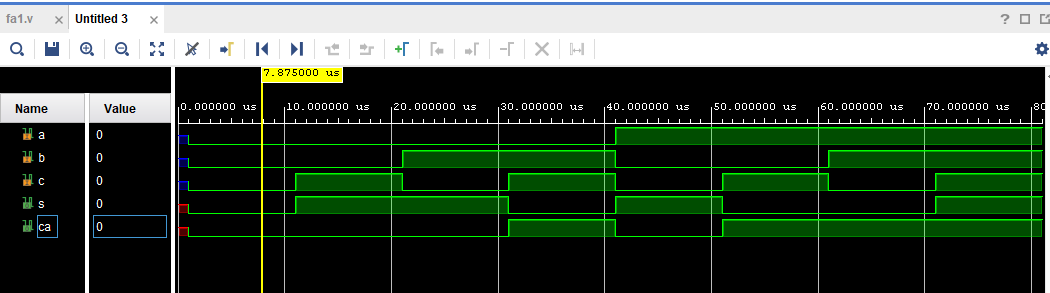 fa1.v × Untitled 3 ×
?
7.875000 us
Name Value
0.000000 us 10.000000 us 20.000000 us 30.000000 us 40.000000 us 50.000000 us 60.000000 us 70.000000 us 80
a 0
b 0
c 0
s 0
ca 0